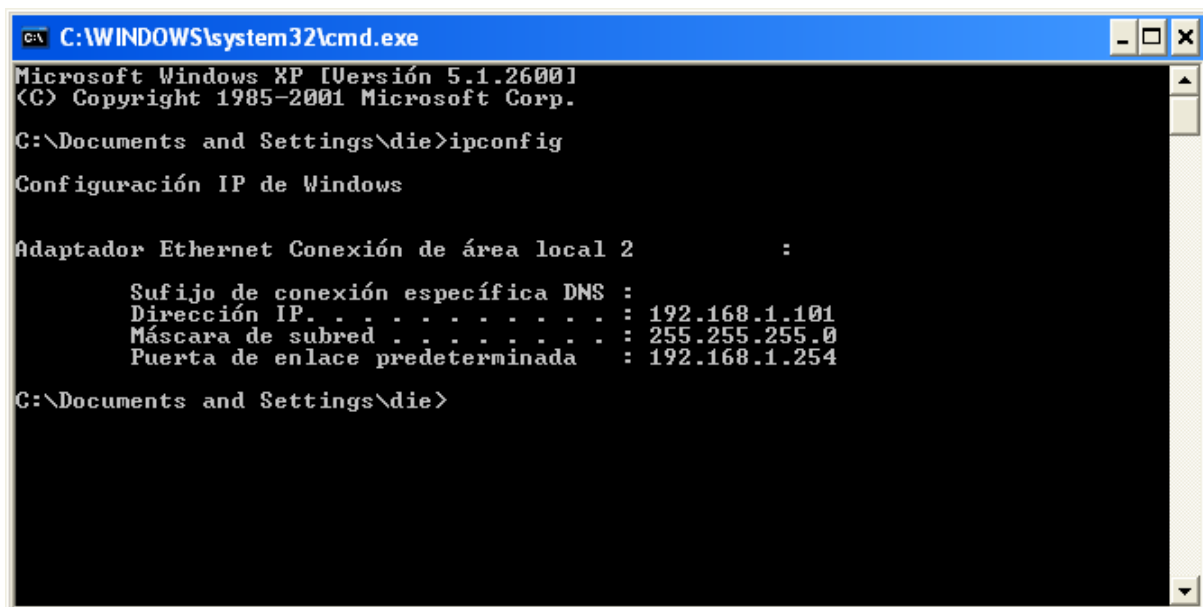 C:\WINDOWS\system32\cmd.exe
Microsoft Windows XP [Versión 5.1.2600]
(C) Copyright 1985-2001 Microsoft Corp.
C:\Documents and Settings\die>ipconfig
Configuración IP de Windows
Adaptador Ethernet Conexión de área local 2          :
Sufijo de conexión específica DNS :
Dirección IP. . . . . . . . . . . : 192.168.1.101
Máscara de subred . . . . . . . . : 255.255.255.0
Puerta de enlace predeterminada   : 192.168.1.254
C:\Documents and Settings\die>